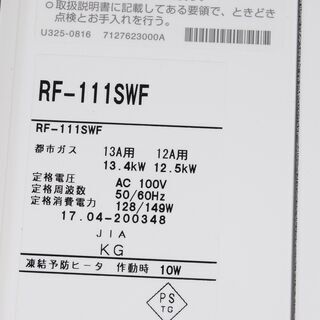 ○取扱説明書に記載してある要領で、ときどき
点検とお手入れを行う。
U325-0816 7127623000A
RF-111SWF
RF-111SWF
都市ガス 13A用 12A用
13.4kW 12.5kW
定格電圧 AC 100V
定格周波数 50/60Hz
定格消費電力 128/149W
17.04-200348
JIA
KG
凍結予防ヒータ 作動時 10W
PS
TG